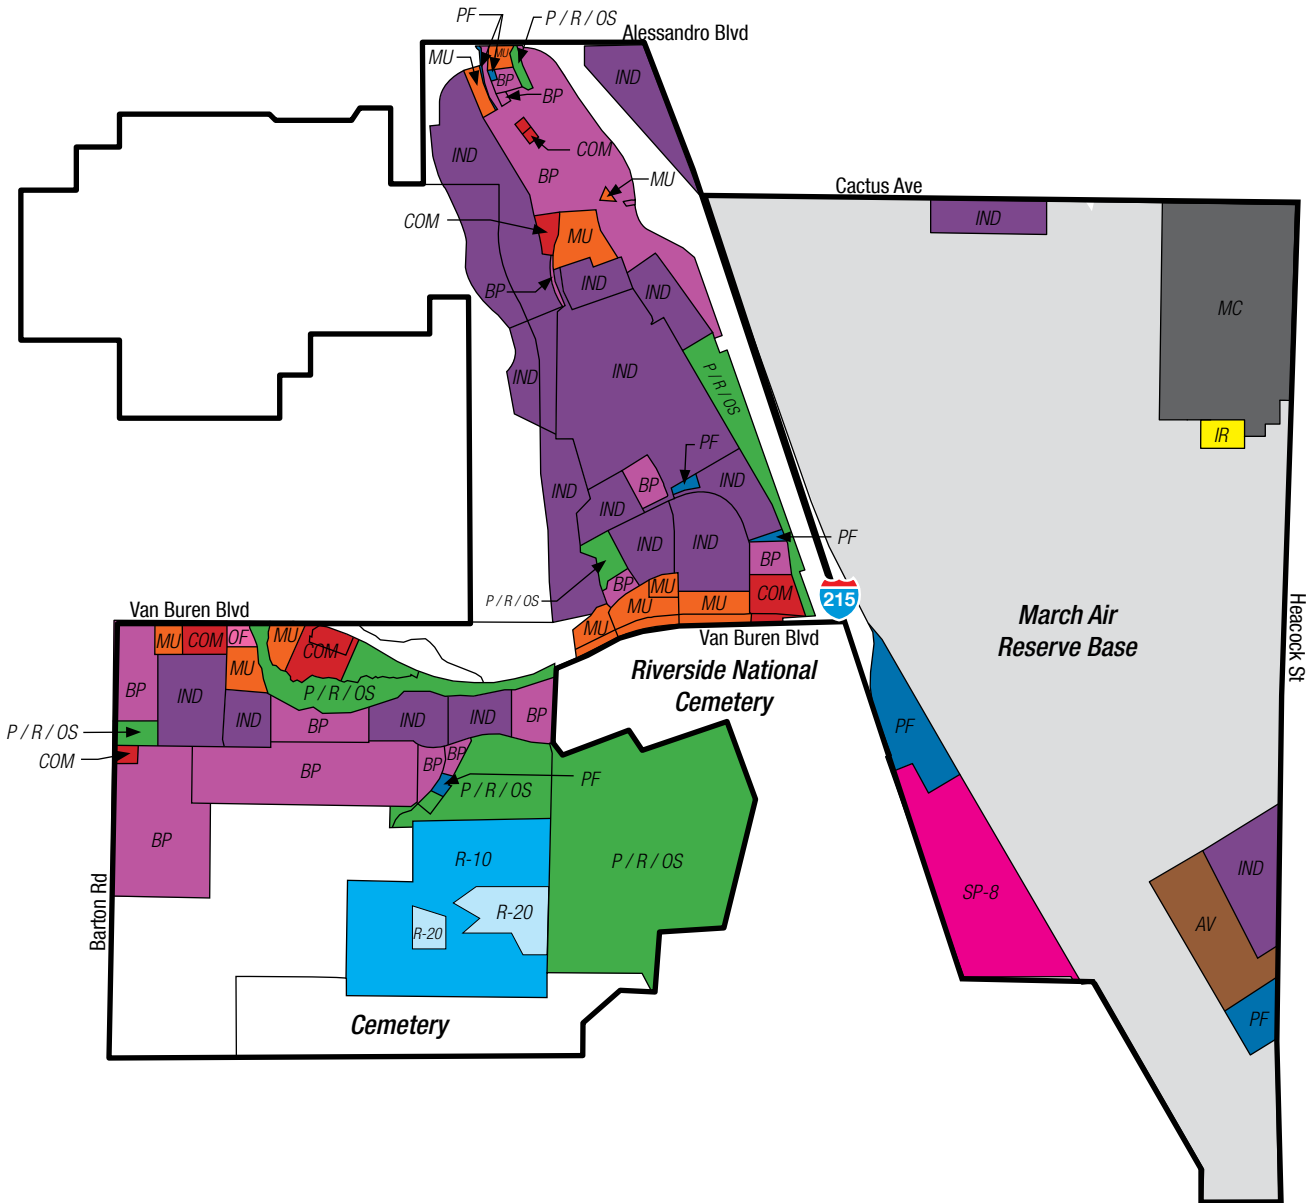 PF
P / R / OS
Alessandro Blvd
MU
MU
BP
IND
BP
IND
COM
BP
MU
Cactus Ave
COM
IND
MU
BP
IND
IND
MC
IND
IND
P / R / OS
IR
PF
BP
IND
IND
IND
IND
IND
PF
BP
P / R / OS
BP
MU
COM
215
MU
MU
MU
Van Buren Blvd
Van Buren Blvd
March Air
Reserve Base
Heacock St
Riverside National
Cemetery
MU
COM
OF
MU
COM
MU
BP
IND
P / R / OS
IND
BP
IND
IND
BP
P / R / OS
COM
BP
BP
BP
PF
P / R / OS
PF
BP
R-10
P / R / OS
R-20
R-20
SP-8
IND
AV
PF
Barton Rd
Cemetery